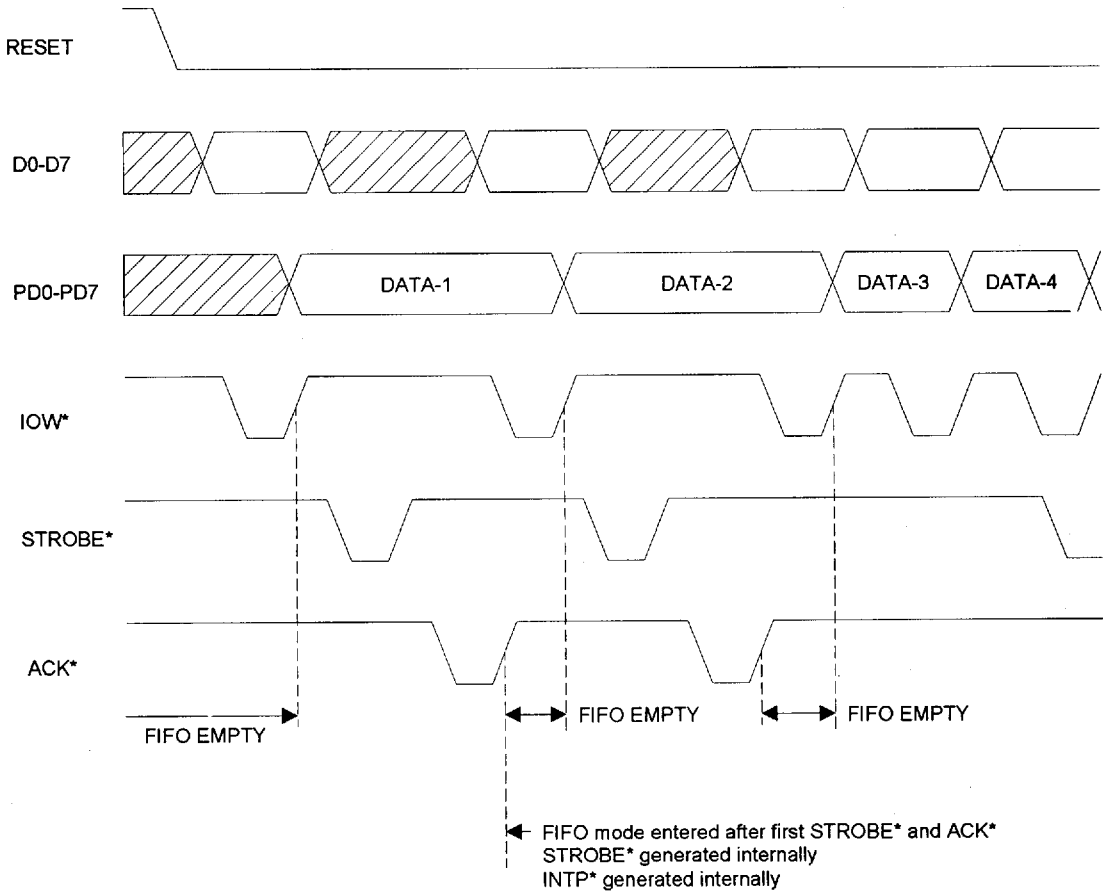 RESET
D0-D7
PD0-PD7
DATA-1
DATA-2
DATA-3
DATA-4
IOW*
STROBE*
ACK*
FIFO EMPTY
FIFO EMPTY
FIFO EMPTY
FIFO mode entered after first STROBE* and ACK*
STROBE* generated internally
INTP* generated internally